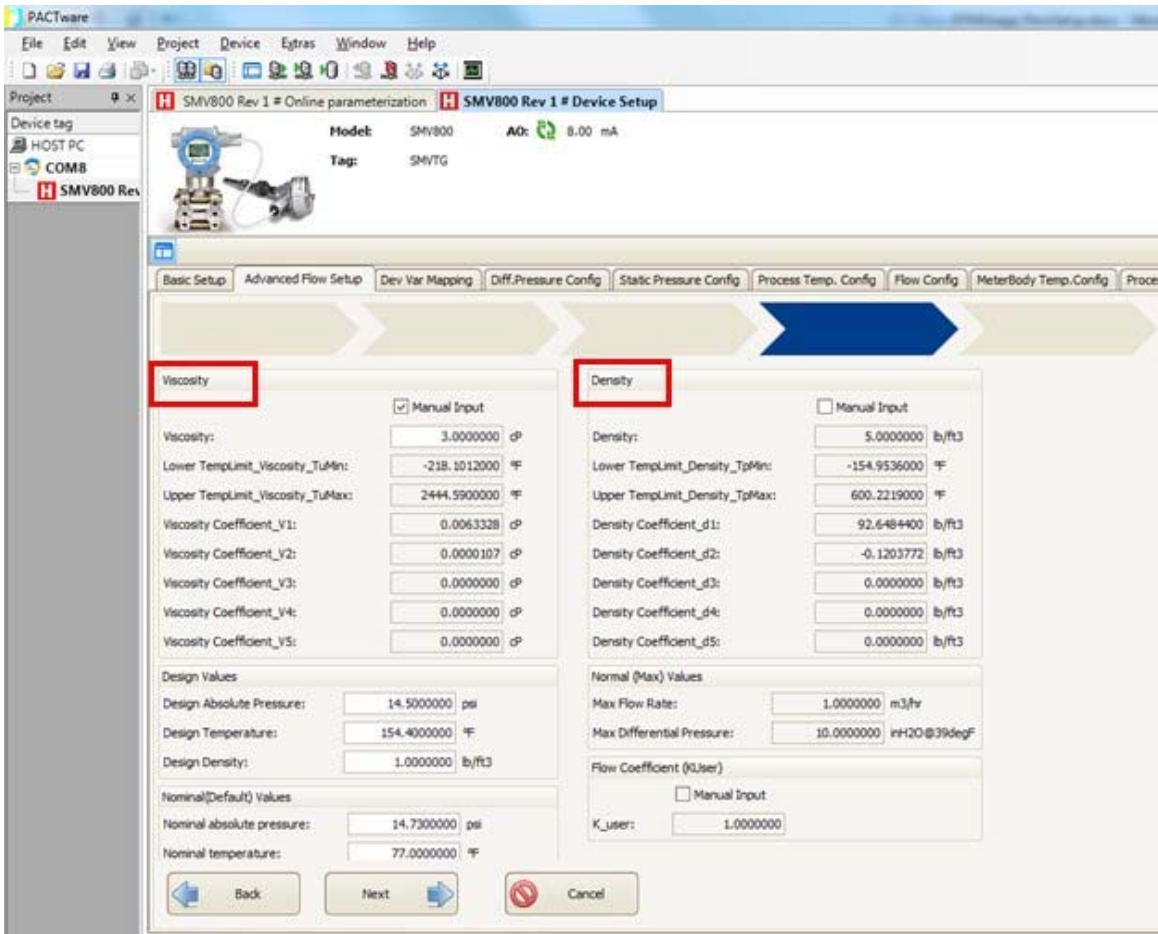 PACTware
File Edit View Project Device Extras Window Help
Project
SMV800 Rev 1 # Online parameterization
SMV800 Rev 1 # Device Setup
Device tag
HOST PC
COM8
SMV800 Rev
Model: SMV800 AO: 8.00 mA
Tag: SMVTG
Basic Setup Advanced Flow Setup Dev Var Mapping Diff.Pressure Config Static Pressure Config Process Temp. Config Flow Config MeterBody Temp.Config Proce
Viscosity
Manual Input
Viscosity: 3.0000000 cP
Lower TempLimit_Viscosity_TuMin: -218.1012000 °F
Upper TempLimit_Viscosity_TuMax: 2444.5900000 °F
Viscosity Coefficient_V1: 0.0063328 cP
Viscosity Coefficient_V2: 0.0000107 cP
Viscosity Coefficient_V3: 0.0000000 cP
Viscosity Coefficient_V4: 0.0000000 cP
Viscosity Coefficient_V5: 0.0000000 cP
Density
Manual Input
Density: 5.0000000 lb/ft3
Lower TempLimit_Density_TpMin: -154.9536000 °F
Upper TempLimit_Density_TpMax: 600.2219000 °F
Density Coefficient_d1: 92.6484400 lb/ft3
Density Coefficient_d2: -0.1203772 lb/ft3
Density Coefficient_d3: 0.0000000 lb/ft3
Density Coefficient_d4: 0.0000000 lb/ft3
Density Coefficient_d5: 0.0000000 lb/ft3
Design Values
Design Absolute Pressure: 14.5000000 psi
Design Temperature: 154.4000000 °F
Design Density: 1.0000000 lb/ft3
Normal (Max) Values
Max Flow Rate: 1.0000000 m3/hr
Max Differential Pressure: 10.0000000 inH2O@39degF
Nominal(Default) Values
Nominal absolute pressure: 14.7300000 psi
Nominal temperature: 77.0000000 °F
Flow Coefficient (KUser)
Manual Input
K_user: 1.0000000
Back Next Cancel